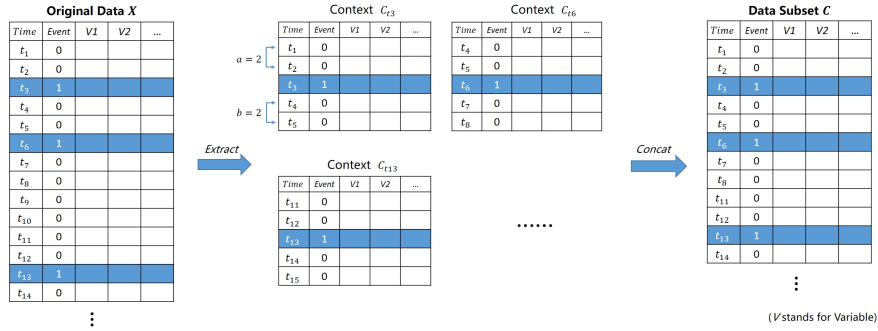 Original Data X
Time Event V1 V2 ...
t1 0
t2 0
t3 1
t4 0
t5 0
t6 1
t7 0
t8 0
t9 0
t10 0
t11 0
t12 0
t13 1
t14 0
⋮
Extract
Context Ct3
Time Event V1 V2 ...
t1 0
t2 0
t3 1
t4 0
t5 0
a = 2
b = 2
Context Ct6
Time Event V1 V2 ...
t4 0
t5 0
t6 1
t7 0
t8 0
Context Ct13
Time Event V1 V2 ...
t11 0
t12 0
t13 1
t14 0
t15 0
......
Concat
Data Subset C
Time Event V1 V2 ...
t1 0
t2 0
t3 1
t4 0
t5 0
t6 1
t7 0
t8 0
t11 0
t12 0
t13 1
t14 0
⋮
(V stands for Variable)